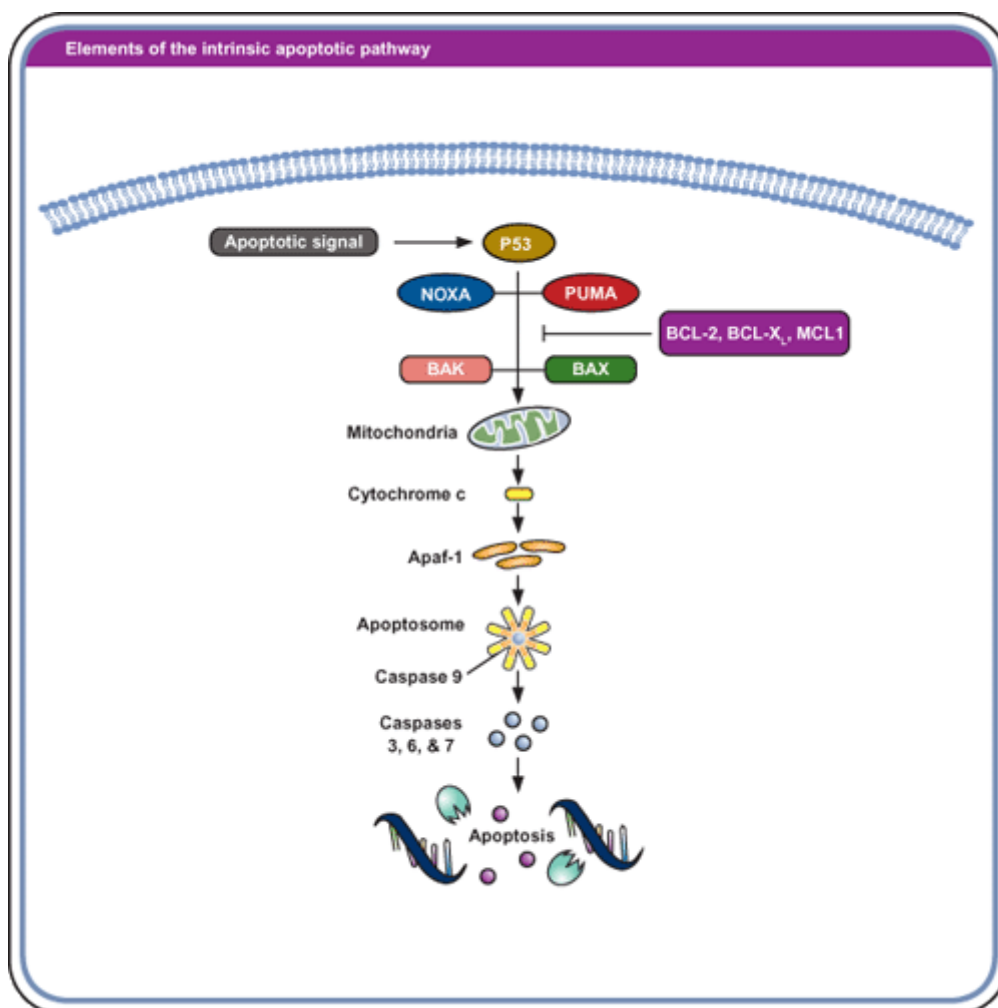 Elements of the intrinsic apoptotic pathway
Apoptotic signal
P53
NOXA
PUMA
BCL-2, BCL-XL, MCL1
BAK
BAX
Mitochondria
Cytochrome c
Apaf-1
Apoptosome
Caspase 9
Caspases
3, 6, & 7
Apoptosis